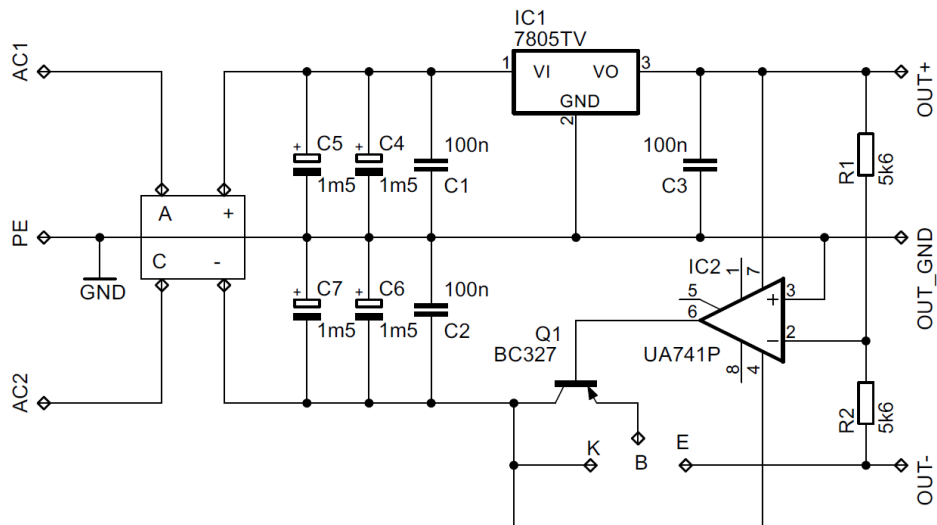 IC1
7805TV
AC1
1
VI
VO
3
OUT+
GND
2
+
C5
+
C4
100n
100n
1m5
1m5
C1
C3
R1
5k6
A
+
PE
C
-
GND
OUT_GND
IC2
1
7
5
+
3
6
-
2
UA741P
8
4
+
C7
+
C6
100n
1m5
1m5
C2
Q1
BC327
AC2
R2
5k6
K
B
E
OUT-